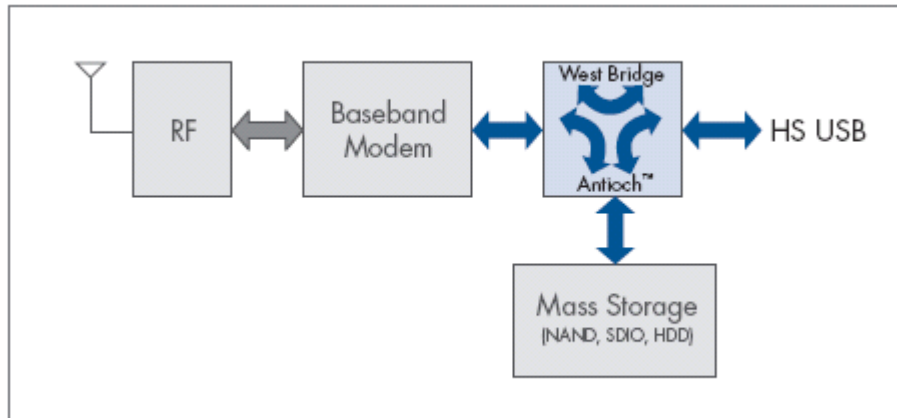 RF
Baseband
Modem
West Bridge
Antioch™
HS USB
Mass Storage
(NAND, SDIO, HDD)